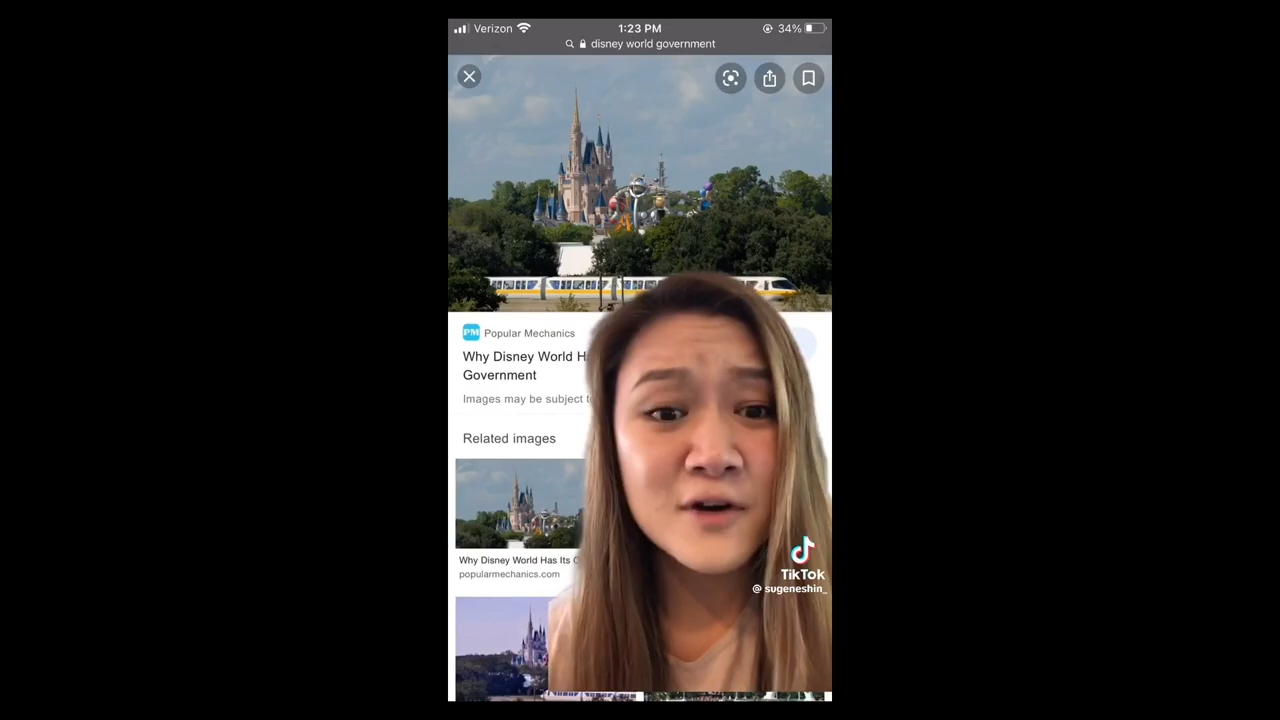 Verizon 1:23 PM 34%
disney world government
PM Popular Mechanics
Why Disney World H
Government
Images may be subject t
Related images
Why Disney World Has Its
popularmechanics.com
TikTok
@ sugeneshin_